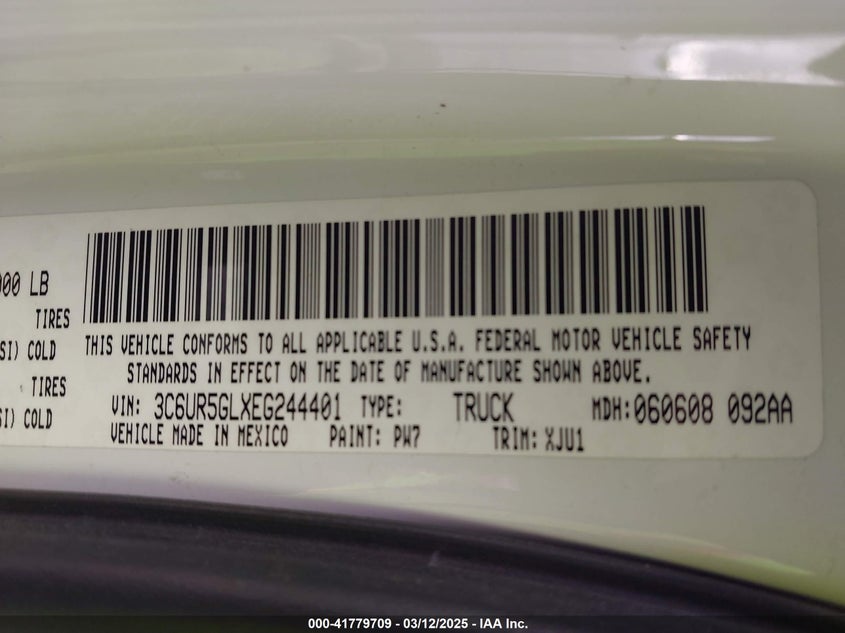 000 LB
TIRES
SI) COLD
TIRES
SI) COLD
THIS VEHICLE CONFORMS TO ALL APPLICABLE U.S.A. FEDERAL MOTOR VEHICLE SAFETY
STANDARDS IN EFFECT ON THE DATE OF MANUFACTURE SHOWN ABOVE.
VIN: 3C6UR5GLXEG244401 TYPE: TRUCK MDH:060608 092AA
VEHICLE MADE IN MEXICO PAINT: PW7 TRIM: XJU1
000-41779709 - 03/12/2025 - IAA Inc.